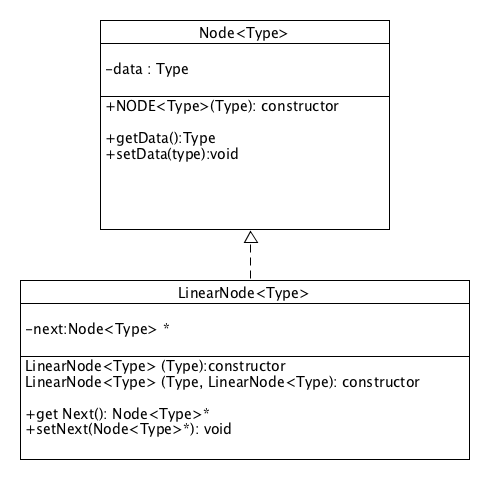 Node<Type>
-data : Type
+NODE<Type>(Type): constructor
+getData():Type
+setData(type):void
LinearNode<Type>
-next:Node<Type> *
LinearNode<Type> (Type):constructor
LinearNode<Type> (Type, LinearNode<Type): constructor
+get Next(): Node<Type>*
+setNext(Node<Type>*): void